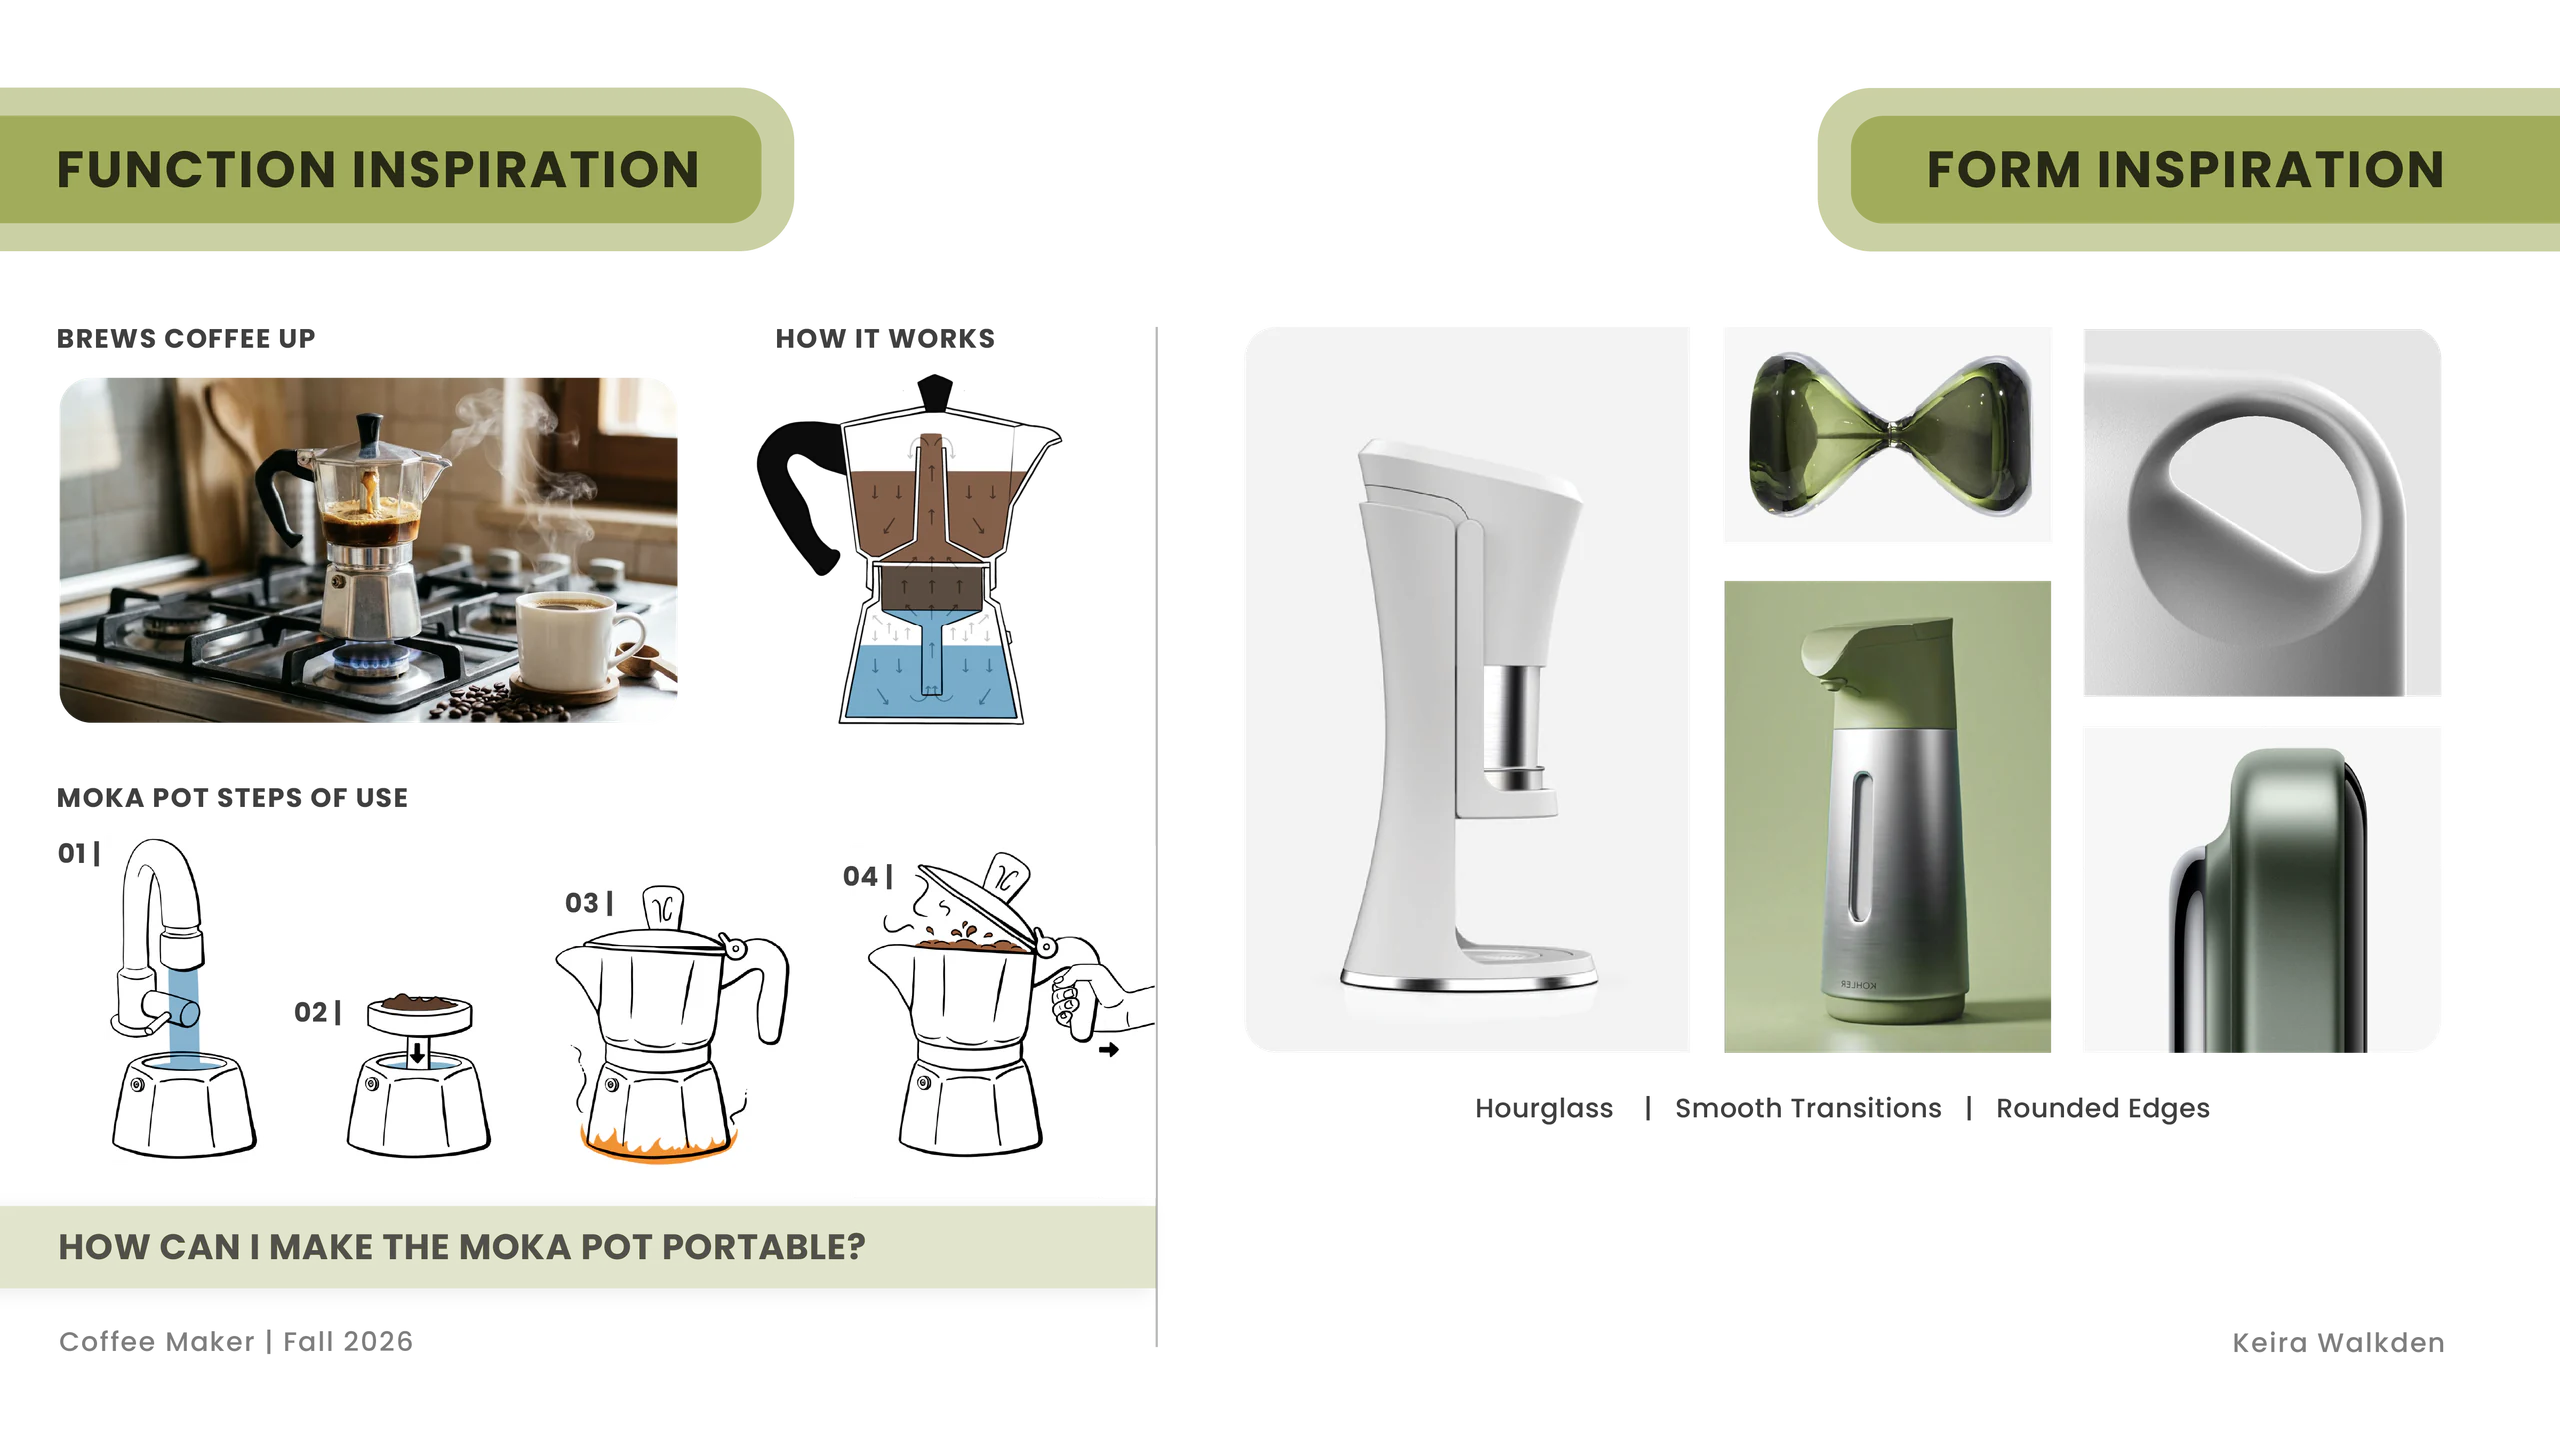 FUNCTION INSPIRATION
FORM INSPIRATION
BREWS COFFEE UP
HOW IT WORKS
MOKA POT STEPS OF USE
01 |
02 |
03 |
04 |
HOW CAN I MAKE THE MOKA POT PORTABLE?
Coffee Maker | Fall 2026
KOHLER
Hourglass | Smooth Transitions | Rounded Edges
Keira Walkden